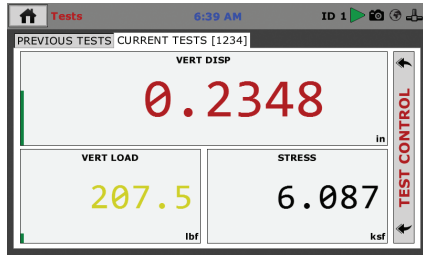 Tests 6:39 AM ID 1
PREVIOUS TESTS CURRENT TESTS [1234]
VERT DISP
0.2348
in
VERT LOAD
207.5
lbf
STRESS
6.087
ksf
TEST CONTROL